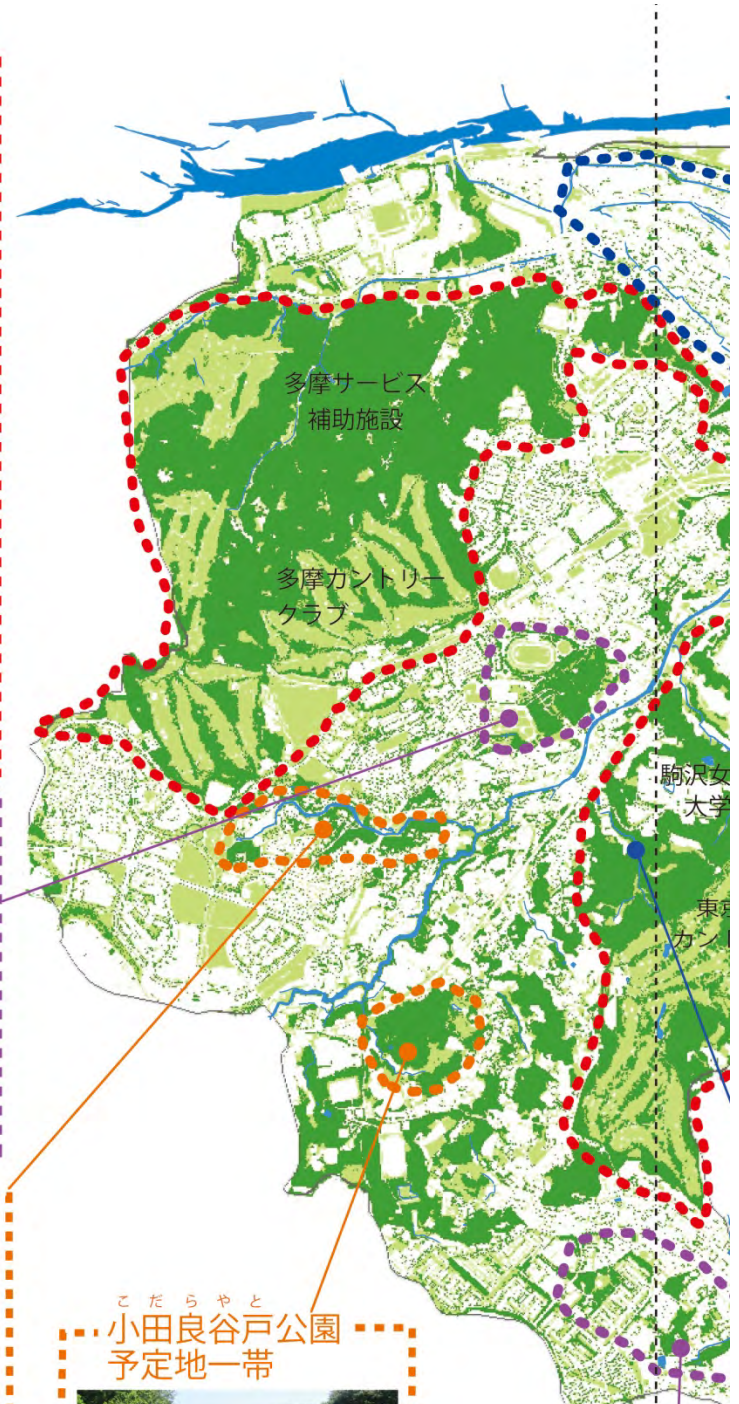 多摩サービス
補助施設
多摩カントリー
クラブ
駒沢女
大学
東京
カント
こだらやと
小田良谷戸公園
予定地一帯